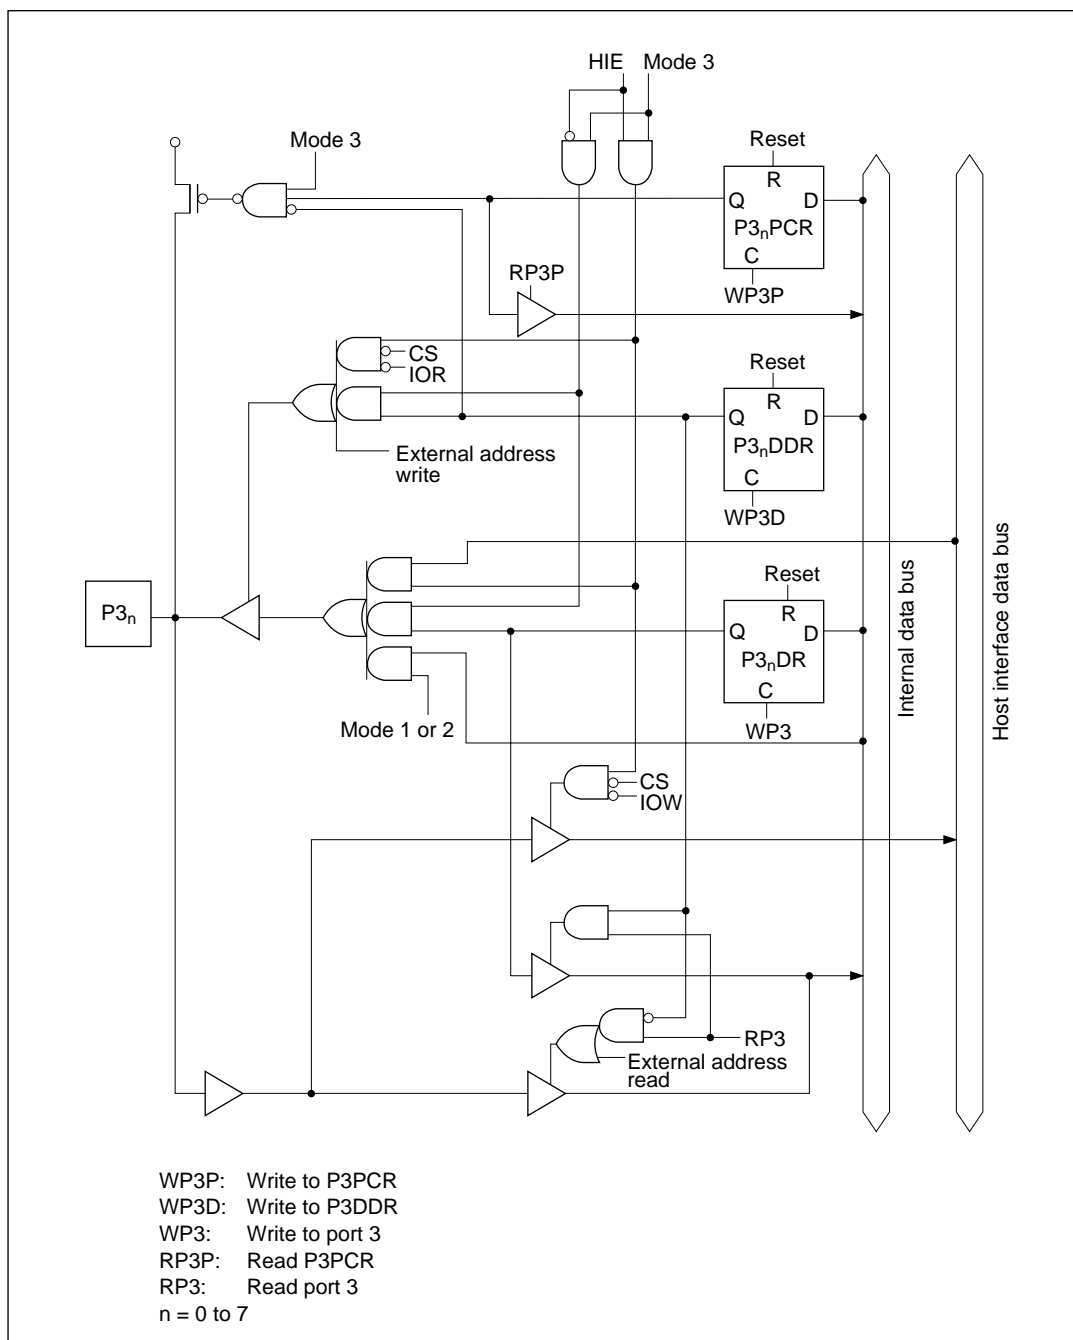 HIE Mode 3
Mode 3
Reset
R
Q D
P3nPCR
C
WP3P
RP3P
CS
IOR
Reset
R
Q D
P3nDDR
C
WP3D
External address
write
P3n
Reset
R
Q D
P3nDR
C
WP3
Mode 1 or 2
Internal data bus
Host interface data bus
CS
IOW
RP3
External address
read
WP3P: Write to P3PCR
WP3D: Write to P3DDR
WP3: Write to port 3
RP3P: Read P3PCR
RP3: Read port 3
n = 0 to 7